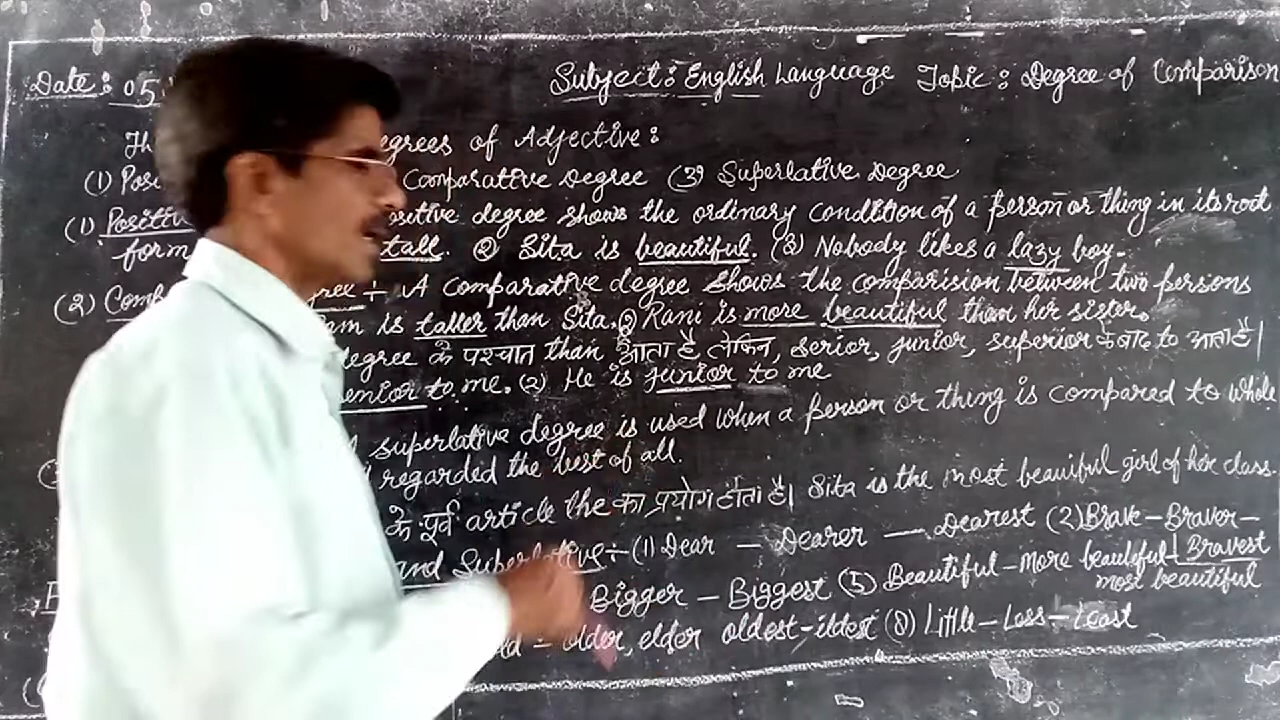 Date: 05 Subject: English Language Topic: Degree of Comparison
Th egrees of Adjective:
(1) Posi Comparative Degree (3) Superlative Degree
(1) Positive ositive degree shows the ordinary condition of a person or thing in its root
form tall. (2) Sita is beautiful. (3) Nobody likes a lazy boy.
(2) Comp gree ÷ A comparative degree shows the comparision between two persons
am is taller than Sita. (2) Rani is more beautiful than her sister.
degree के पश्चात than आता है लेकिन, serior, junior, superior के बाद to आता है।
enior to me. (2) He is junior to me
superlative degree is used when a person or thing is compared to whole
regarded the best of all.
के पूर्व article the का प्रयोग होता है। Sita is the most beauiful girl of her class.
and Superlative ÷ (1) Dear — Dearer — Dearest (2) Brave – Braver –
Bravest
Bigger – Biggest (5) Beautiful – more beautiful
most beautiful
older, elder oldest – eldest (8) Little – Less – Least